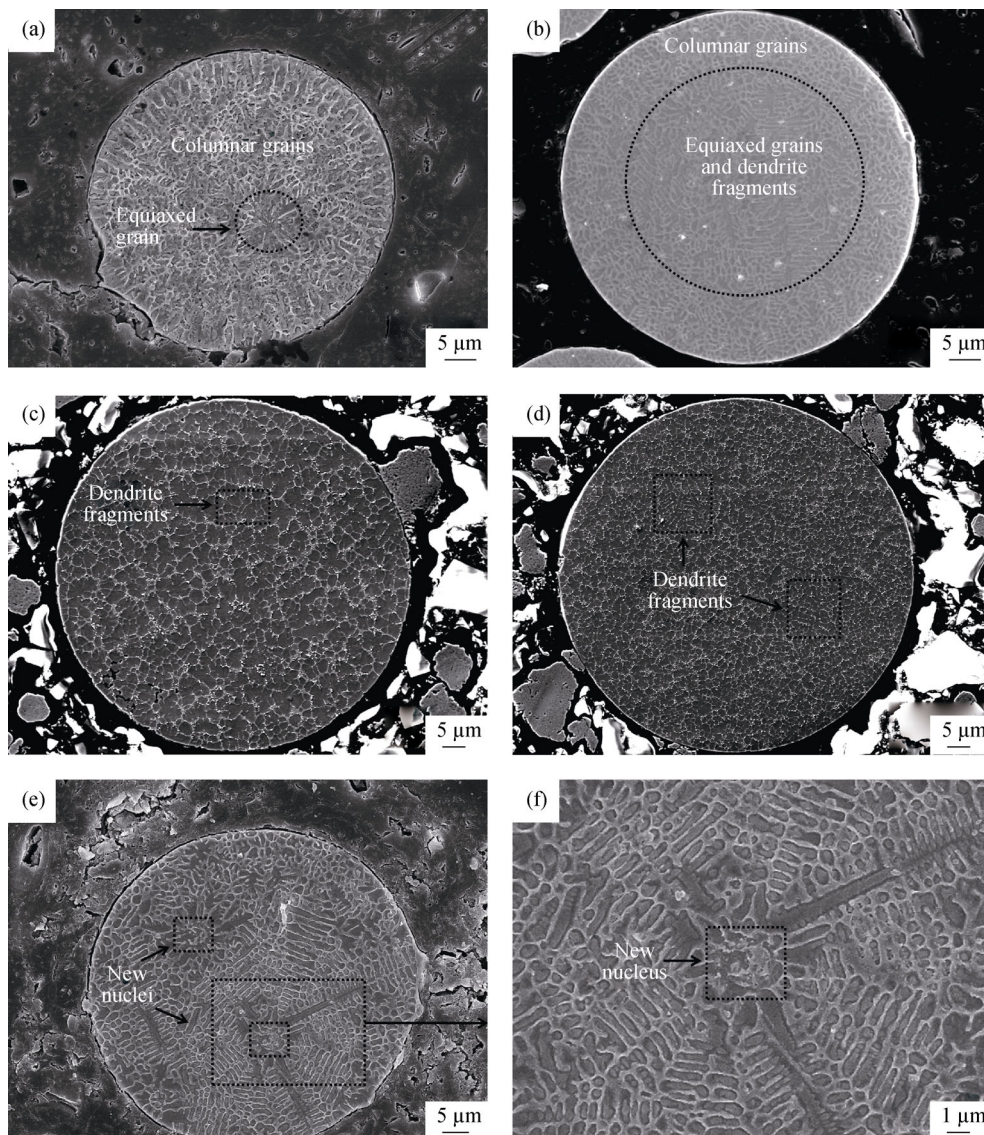 (a)
Columnar grains
Equiaxed
grain
5 µm
(b)
Columnar grains
Equiaxed grains
and dendrite
fragments
5 µm
(c)
Dendrite
fragments
5 µm
(d)
Dendrite
fragments
5 µm
(e)
New
nuclei
5 µm
(f)
New
nucleus
1 µm